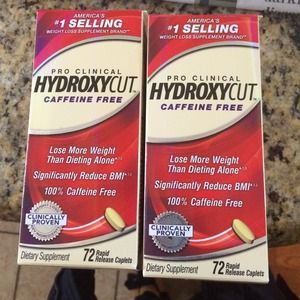 AMERICA'S
#1 SELLING
WEIGHT LOSS SUPPLEMENT BRAND
PRO CLINICAL
HYDROXYCUT
CAFFEINE FREE
Lose More Weight
Than Dieting Alone
Significantly Reduce BMI
100% Caffeine Free
CLINICALLY
PROVEN
Dietary Supplement
72 Rapid
Release Caplets
AMERICA'S
#1 SELLING
WEIGHT LOSS SUPPLEMENT BRAND
PRO CLINICAL
HYDROXYCUT
CAFFEINE FREE
Lose More Weight
Than Dieting Alone
Significantly Reduce BMI
100% Caffeine Free
CLINICALLY
PROVEN
Dietary Supplement
72 Rapid
Release Caplets